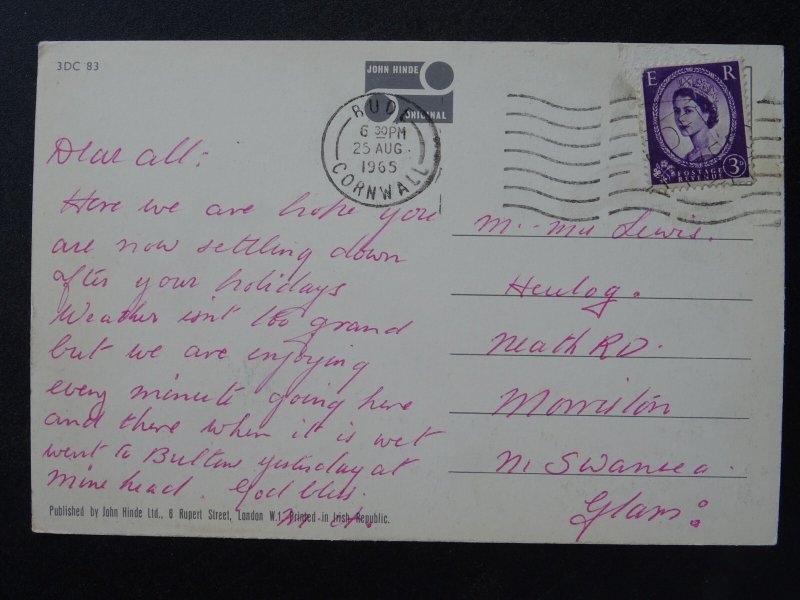 3DC 83
JOHN HINDE
ORIGINAL
BUDE
6 30PM
25 AUG
1965
CORNWALL
E R
3D
POSTAGE
REVENUE
Dear all:
Here we are hope you
are now settling down
after your holidays
Weather isn't too grand
but we are enjoying
every minute going here
and there when it is wet
went to Butlins yesterday at
Minehead. God bless.
M.-Mrs Lewis.
Heulog.
Neath RD.
Morriston
Nr Swansea.
Glam:
Published by John Hinde Ltd., 6 Rupert Street, London W.1. Printed in Irish Republic.